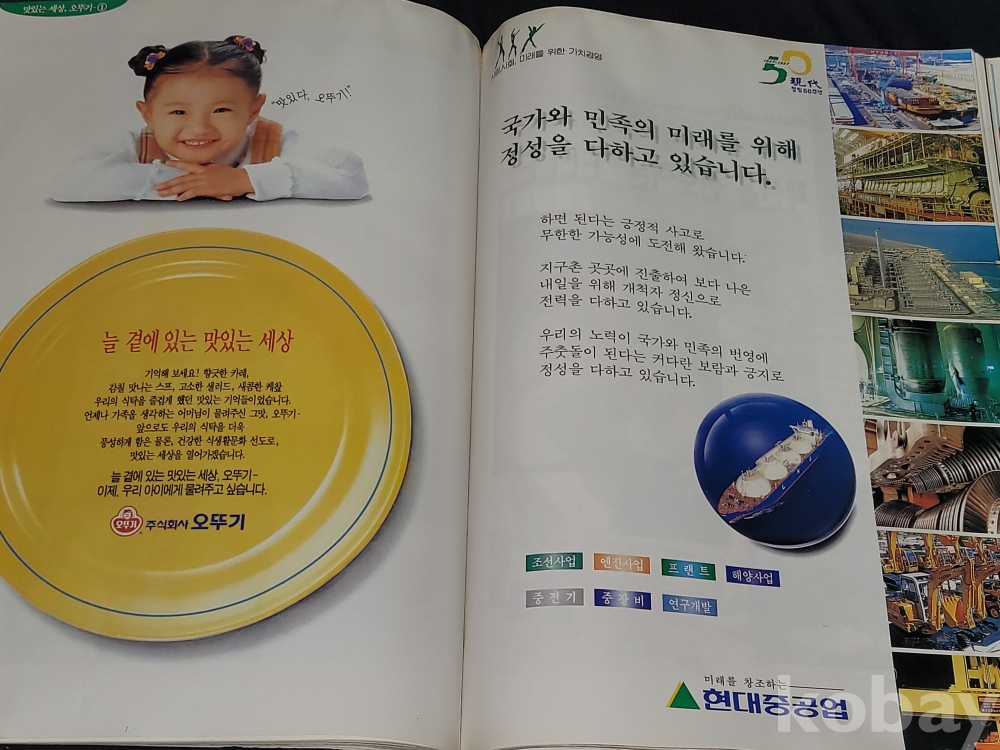 맛있는 세상, 오뚜기-①
"맛있다, 오뚜기!"
늘 곁에 있는 맛있는 세상
기억해 보세요! 향긋한 카레,
감칠 맛나는 스프, 고소한 샐러드, 새콤한 케찹
우리의 식탁을 즐겁게 했던 맛있는 기억들이었습니다.
언제나 가족을 생각하는 어머님이 물려주신 그맛, 오뚜기-
앞으로도 우리의 식탁을 더욱
풍성하게 함은 물론, 건강한 식생활문화 선도로,
맛있는 세상을 열어가겠습니다.
늘 곁에 있는 맛있는 세상, 오뚜기-
이제, 우리 아이에게 물려주고 싶습니다.
오뚜기 주식회사 오뚜기
사회, 미래를 위한 가치경영
50
現代
창립50주년
국가와 민족의 미래를 위해
정성을 다하고 있습니다.
하면 된다는 긍정적 사고로
무한한 가능성에 도전해 왔습니다.
지구촌 곳곳에 진출하여 보다 나은
내일을 위해 개척자 정신으로
전력을 다하고 있습니다.
우리의 노력이 국가와 민족의 번영에
주춧돌이 된다는 커다란 보람과 긍지로
정성을 다하고 있습니다.
조선사업 엔진사업 프랜트 해양사업
중전기 중장비 연구개발
미래를 창조하는
현대중공업
kobay